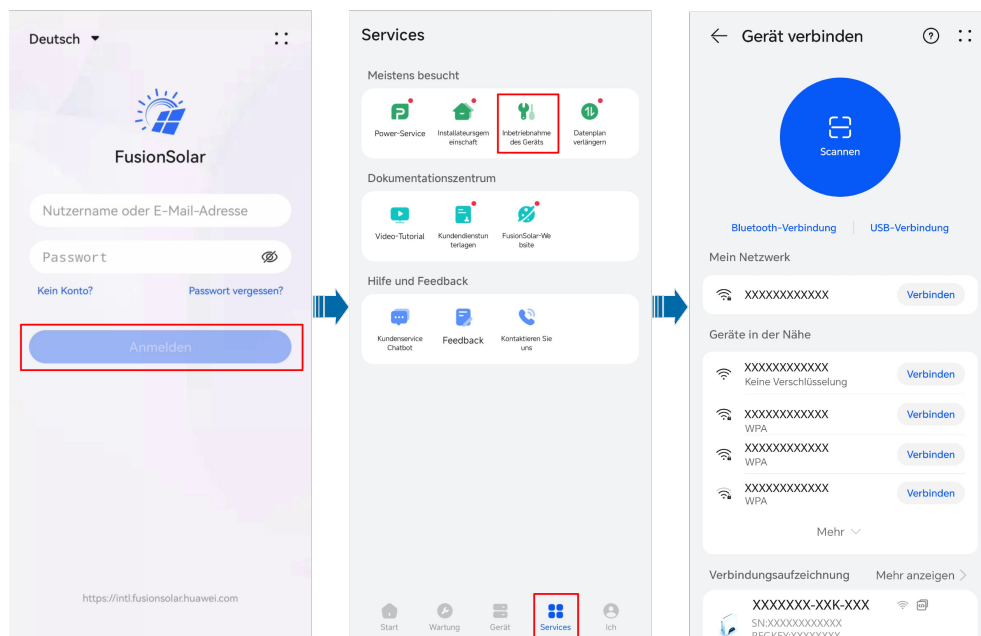 Deutsch
FusionSolar
Nutzername oder E-Mail-Adresse
Passwort
Kein Konto?
Passwort vergessen?
Anmelden
https://intl.fusionsolar.huawei.com
Services
Meistens besucht
Power-Service
Installateursgem
einschaft
Inbetriebnahme
des Geräts
Datenplan
verlängern
Dokumentationszentrum
Video-Tutorial
Kundendienstun
terlagen
FusionSolar-We
bsite
Hilfe und Feedback
Kundenservice
Chatbot
Feedback
Kontaktieren Sie
uns
Start
Wartung
Gerät
Services
Ich
Gerät verbinden
Scannen
Bluetooth-Verbindung
USB-Verbindung
Mein Netzwerk
XXXXXXXXXXXX
Verbinden
Geräte in der Nähe
XXXXXXXXXXXX
Keine Verschlüsselung
Verbinden
XXXXXXXXXXXX
WPA
Verbinden
XXXXXXXXXXXX
WPA
Verbinden
XXXXXXXXXXXX
WPA
Verbinden
Mehr
Verbindungsaufzeichnung
Mehr anzeigen
XXXXXXX-XXK-XXX
SN:XXXXXXXXXXXX
REGKEY:XXXXXXXX